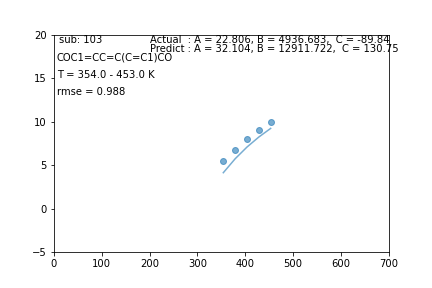 sub: 103
Actual : A = 22.806, B = 4936.683, C = -89.84
Predict : A = 32.104, B = 12911.722, C = 130.75
COC1=CC=C(C=C1)CO
T = 354.0 - 453.0 K
rmse = 0.988
20
15
10
5
0
−5
0 100 200 300 400 500 600 700